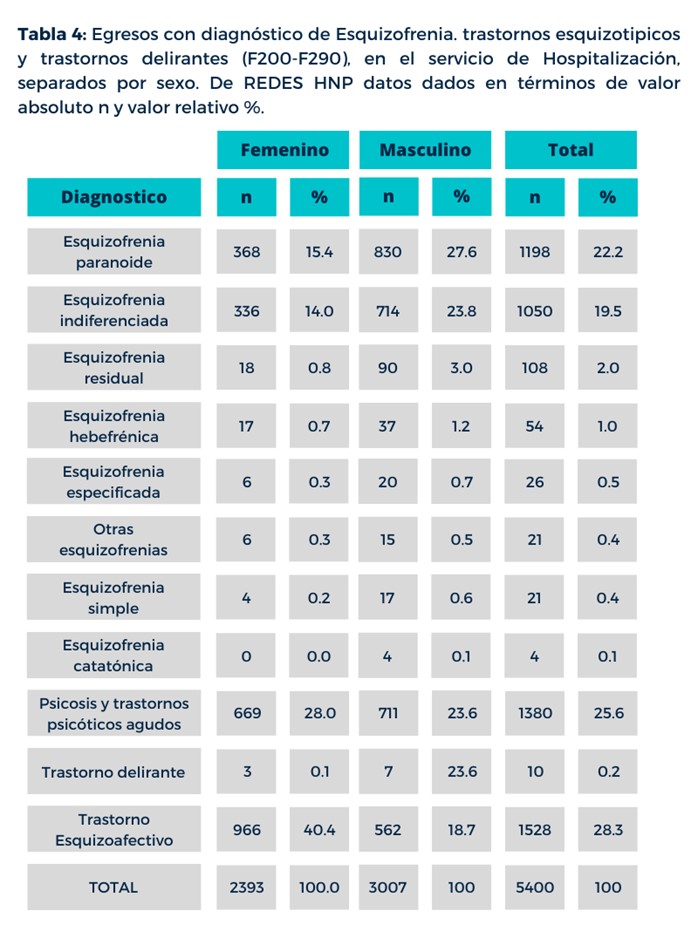 Tabla 4: Egresos con diagnóstico de Esquizofrenia. trastornos esquizotipicos
y trastornos delirantes (F200-F290), en el servicio de Hospitalización,
separados por sexo. De REDES HNP datos dados en términos de valor
absoluto n y valor relativo %.
Femenino Masculino Total
Diagnostico n % n % n %
Esquizofrenia
paranoide 368 15.4 830 27.6 1198 22.2
Esquizofrenia
indiferenciada 336 14.0 714 23.8 1050 19.5
Esquizofrenia
residual 18 0.8 90 3.0 108 2.0
Esquizofrenia
hebefrénica 17 0.7 37 1.2 54 1.0
Esquizofrenia
especificada 6 0.3 20 0.7 26 0.5
Otras
esquizofrenias 6 0.3 15 0.5 21 0.4
Esquizofrenia
simple 4 0.2 17 0.6 21 0.4
Esquizofrenia
catatónica 0 0.0 4 0.1 4 0.1
Psicosis y trastornos
psicóticos agudos 669 28.0 711 23.6 1380 25.6
Trastorno delirante 3 0.1 7 23.6 10 0.2
Trastorno
Esquizoafectivo 966 40.4 562 18.7 1528 28.3
TOTAL 2393 100.0 3007 100 5400 100